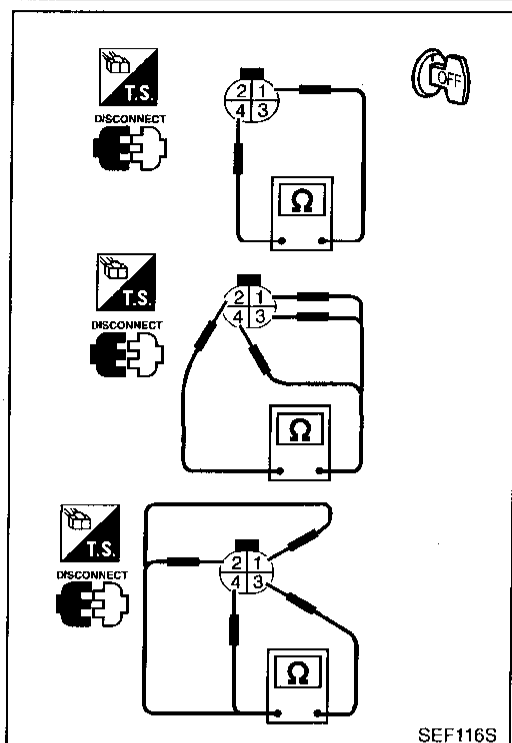 T.S.
DISCONNECT
2 1
4 3
OFF
Ω
T.S.
DISCONNECT
2 1
4 3
Ω
T.S.
DISCONNECT
2 1
4 3
Ω
SEF116S